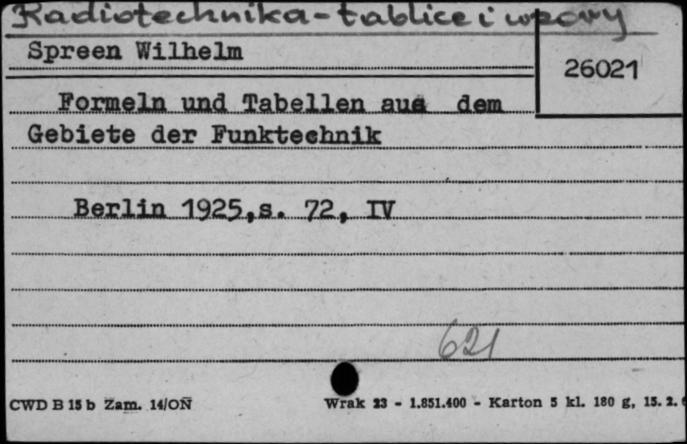 Radiotechnika - tablice i wzory
Spreen Wilhelm
26021
Formeln und Tabellen aus dem
Gebiete der Funktechnik
Berlin 1925, s. 72, IV
621
CWD B 15 b Zam. 14/ON
Wrak 23 - 1.851.400 - Karton 5 kl. 180 g, 15. 2.